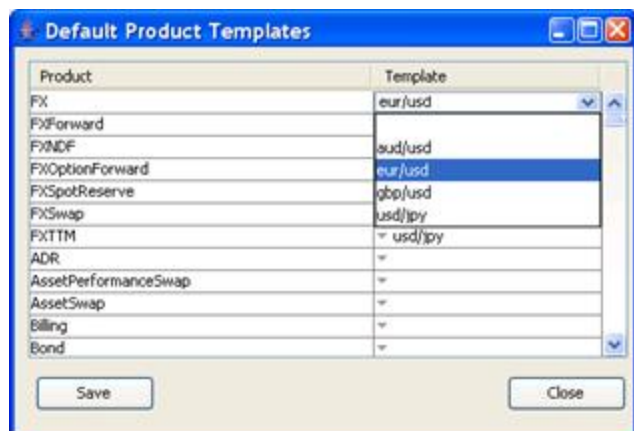 Default Product Templates
Product Template
FX eur/usd
FXForward
FXNDF aud/usd
FXOptionForward eur/usd
FXSpotReserve gbp/usd
FXSwap usd/jpy
FXTTM usd/jpy
ADR
AssetPerformanceSwap
AssetSwap
Billing
Bond
Save Close